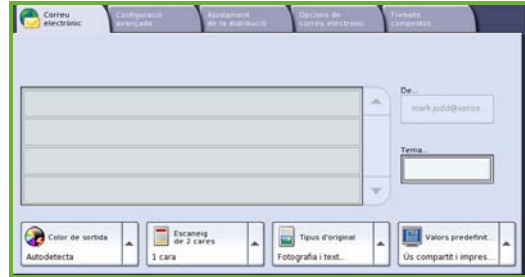 Correu
electrònic
Configuració
avançada
Ajustament
de la distribució
Opcions de
correu electrònic
Treballs
compostos
De...
mark.judd@xerox...
Tema...
Color de sortida
Autodetecta
Escaneig
de 2 cares
1 cara
Tipus d'original
Fotografia i text...
Valors predefinit...
Ús compartit i impres...